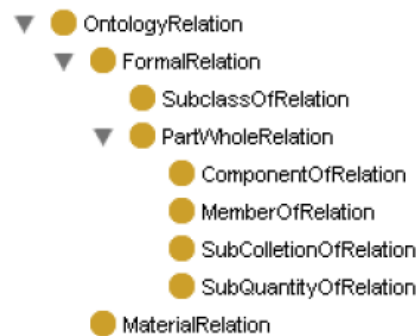 OntologyRelation
FormalRelation
SubclassOfRelation
PartWholeRelation
ComponentOfRelation
MemberOfRelation
SubColletionOfRelation
SubQuantityOfRelation
MaterialRelation